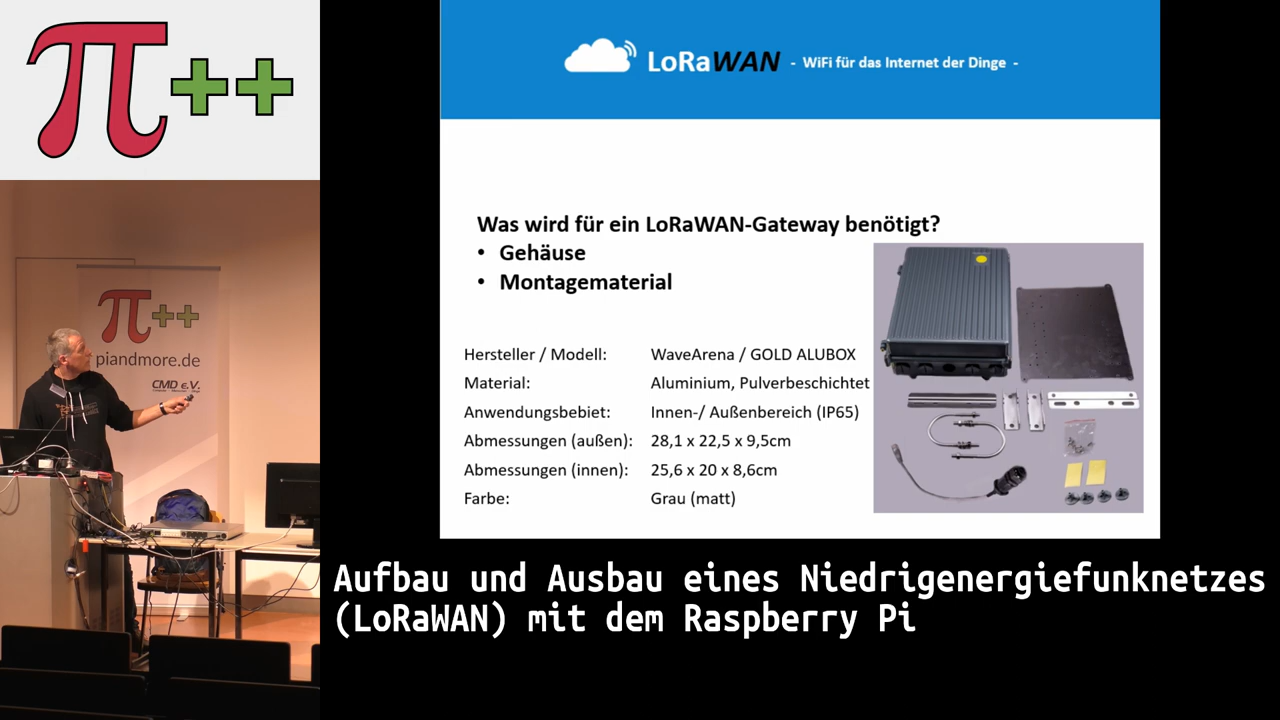 π++
LoRaWAN - WiFi für das Internet der Dinge -
Was wird für ein LoRaWAN-Gateway benötigt?
• Gehäuse
• Montagematerial
Hersteller / Modell: WaveArena / GOLD ALUBOX
Material: Aluminium, Pulverbeschichtet
Anwendungsbebiet: Innen-/ Außenbereich (IP65)
Abmessungen (außen): 28,1 x 22,5 x 9,5cm
Abmessungen (innen): 25,6 x 20 x 8,6cm
Farbe: Grau (matt)
π++
piandmore.de
CMD e.V.
Aufbau und Ausbau eines Niedrigenergiefunknetzes
(LoRaWAN) mit dem Raspberry Pi